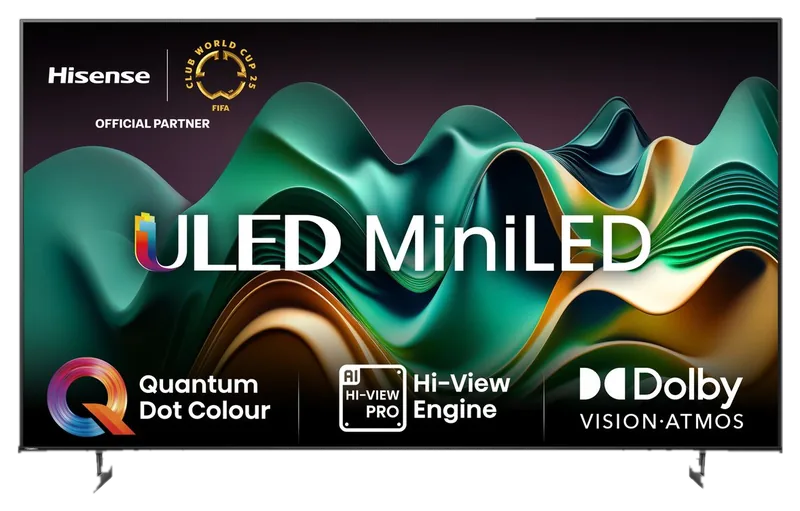 Hisense
CLUB WORLD CUP 25
FIFA
OFFICIAL PARTNER
ULED MiniLED
Quantum
Dot Colour
AI
HI-VIEW
PRO
Hi-View
Engine
Dolby
VISION·ATMOS